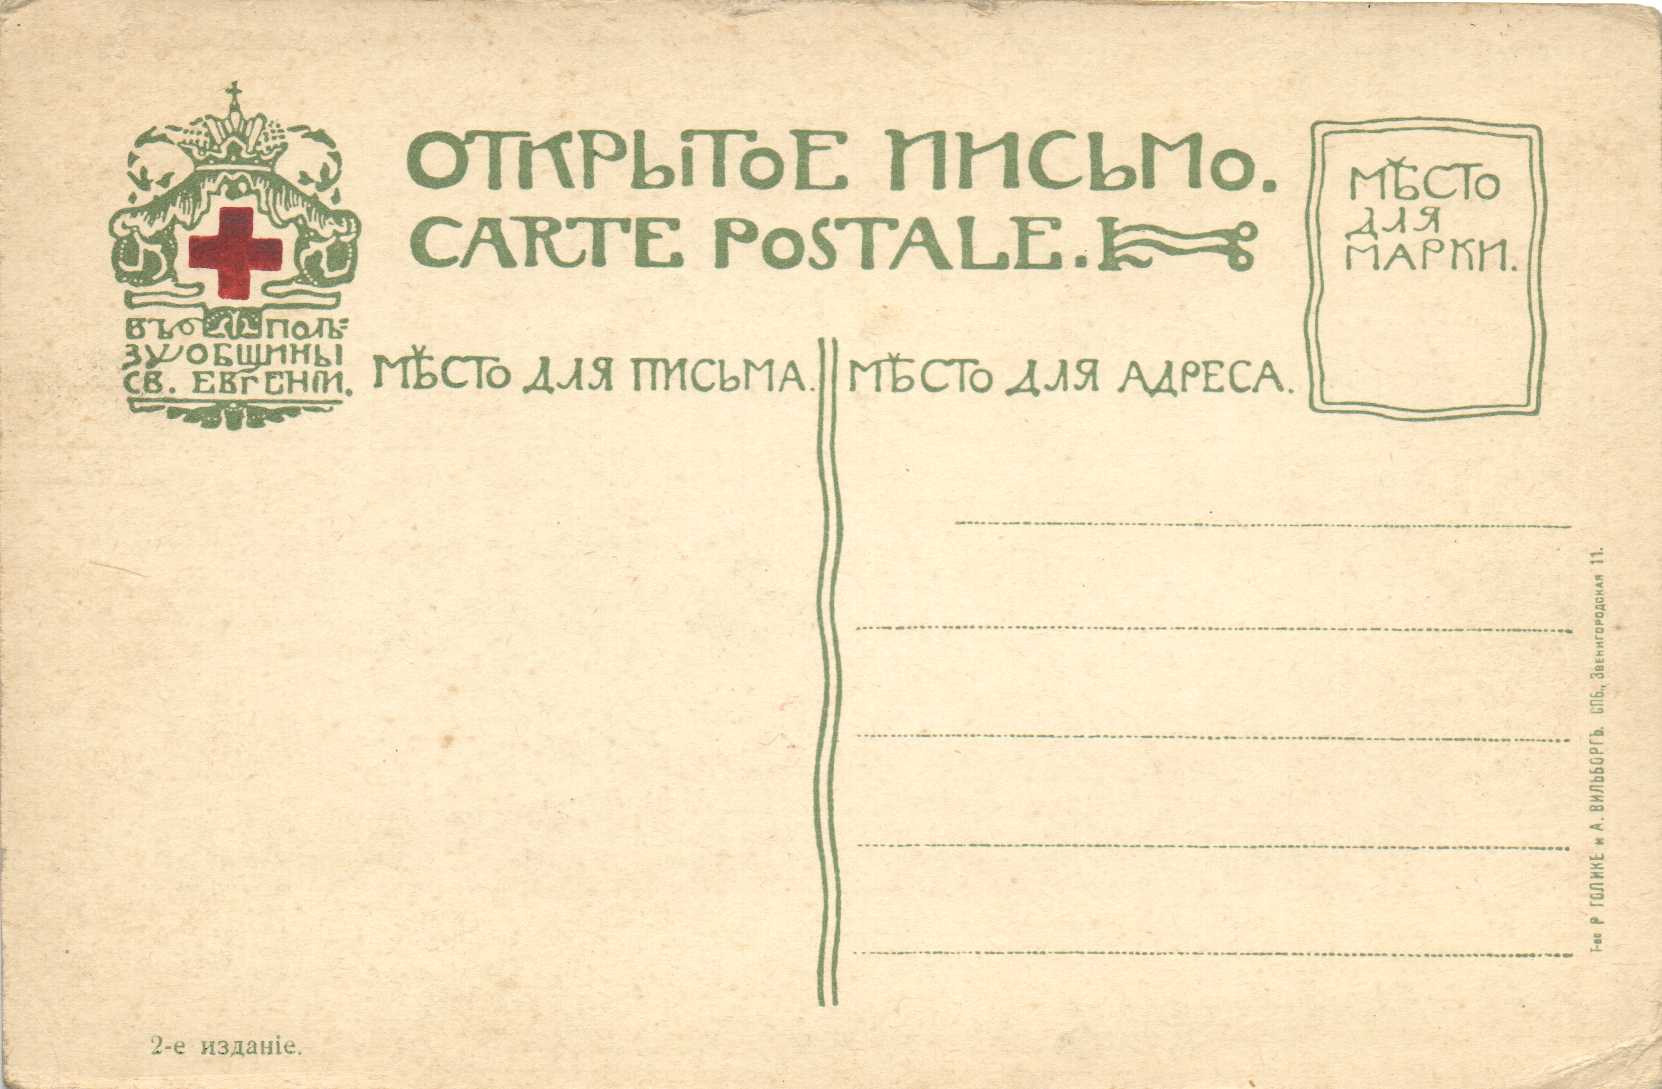 ОТКРЫТОЕ ПИСЬМО.
CARTE POSTALE.
МѢСТО
ДЛЯ
МАРКИ.
ВЪ ПОЛЬ=
ЗУ ОБЩИНЫ
СВ. ЕВГЕНІИ.
МѢСТО ДЛЯ ПИСЬМА.
МѢСТО ДЛЯ АДРЕСА.
Т-во Р ГОЛИКЕ и А. ВИЛЬБОРГЪ. СПБ., Звенигородская 11.
2-е изданіе.